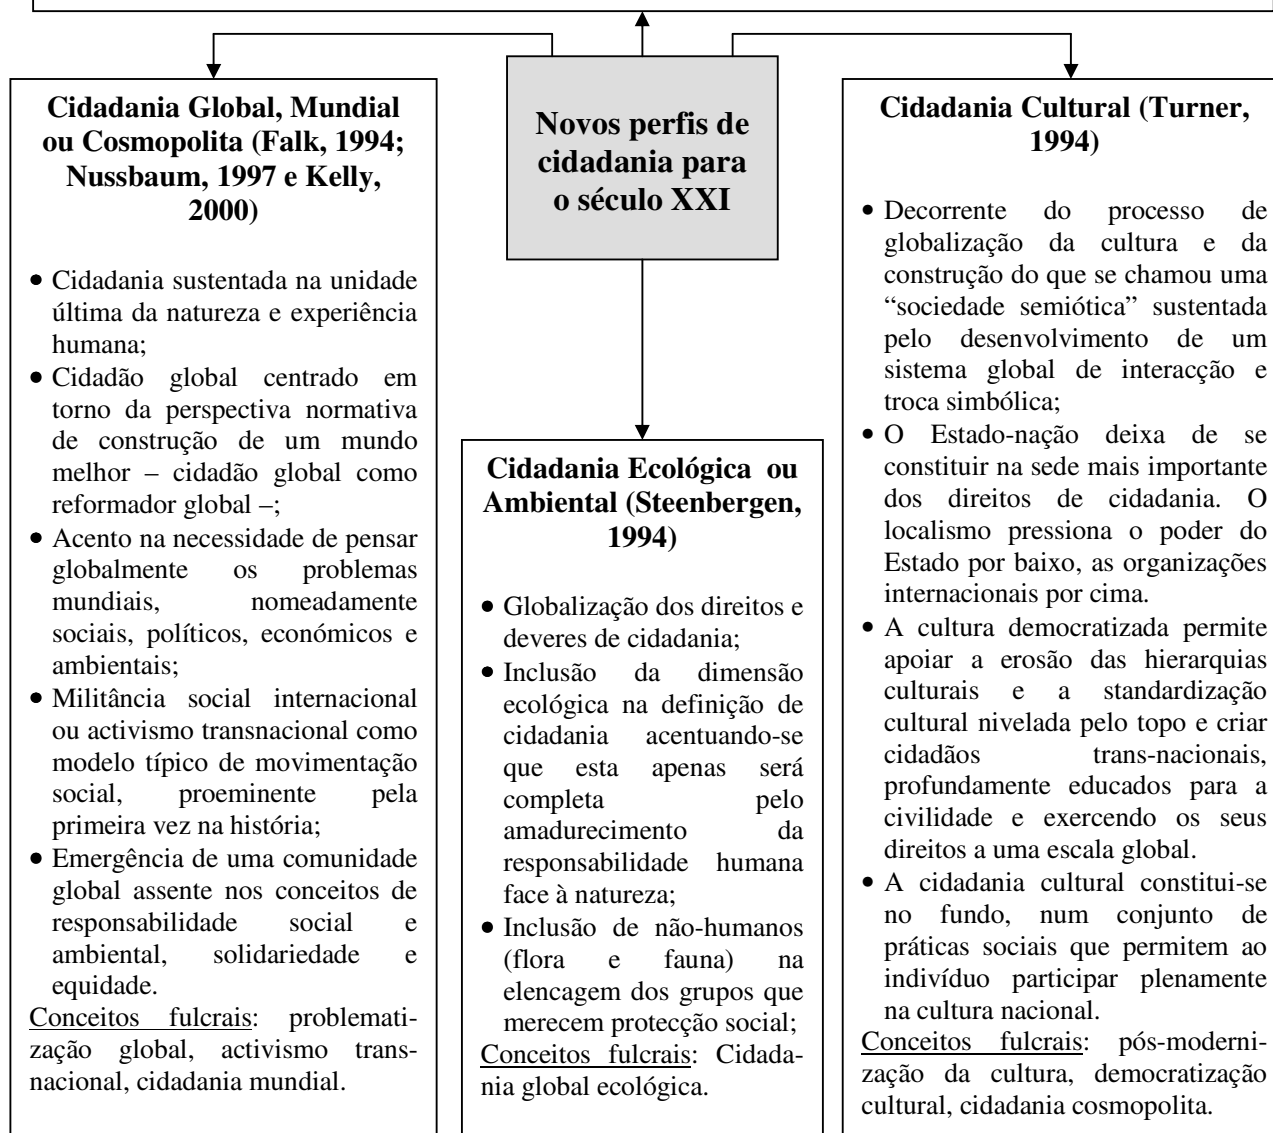 Novos perfis de
cidadania para
o século XXI
Cidadania Global, Mundial
ou Cosmopolita (Falk, 1994;
Nussbaum, 1997 e Kelly,
2000)
• Cidadania sustentada na unidade
última da natureza e experiência
humana;
• Cidadão global centrado em
torno da perspectiva normativa
de construção de um mundo
melhor – cidadão global como
reformador global –;
• Acento na necessidade de pensar
globalmente os problemas
mundiais, nomeadamente
sociais, políticos, económicos e
ambientais;
• Militância social internacional
ou activismo transnacional como
modelo típico de movimentação
social, proeminente pela
primeira vez na história;
• Emergência de uma comunidade
global assente nos conceitos de
responsabilidade social e
ambiental, solidariedade e
equidade.
Conceitos fulcrais: problemati-
zação global, activismo trans-
nacional, cidadania mundial.
Cidadania Ecológica ou
Ambiental (Steenbergen,
1994)
• Globalização dos direitos e
deveres de cidadania;
• Inclusão da dimensão
ecológica na definição de
cidadania acentuando-se
que esta apenas será
completa pelo
amadurecimento da
responsabilidade humana
face à natureza;
• Inclusão de não-humanos
(flora e fauna) na
elencagem dos grupos que
merecem protecção social;
Conceitos fulcrais: Cidada-
nia global ecológica.
Cidadania Cultural (Turner,
1994)
• Decorrente do processo de
globalização da cultura e da
construção do que se chamou uma
“sociedade semiótica” sustentada
pelo desenvolvimento de um
sistema global de interacção e
troca simbólica;
• O Estado-nação deixa de se
constituir na sede mais importante
dos direitos de cidadania. O
localismo pressiona o poder do
Estado por baixo, as organizações
internacionais por cima.
• A cultura democratizada permite
apoiar a erosão das hierarquias
culturais e a standardização
cultural nivelada pelo topo e criar
cidadãos trans-nacionais,
profundamente educados para a
civilidade e exercendo os seus
direitos a uma escala global.
• A cidadania cultural constitui-se
no fundo, num conjunto de
práticas sociais que permitem ao
indivíduo participar plenamente
na cultura nacional.
Conceitos fulcrais: pós-moderni-
zação da cultura, democratização
cultural, cidadania cosmopolita.